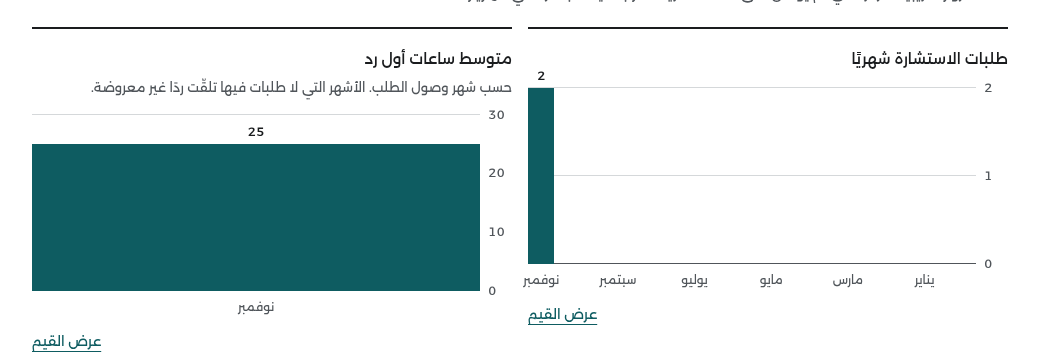 طلبات الاستشارة شهريًا
2
2
1
0
يناير
مارس
مايو
يوليو
سبتمبر
نوفمبر
عرض القيم
متوسط ساعات أول رد
حسب شهر وصول الطلب. الأشهر التي لا طلبات فيها تلقّت ردًا غير معروضة.
30
25
20
10
0
نوفمبر
عرض القيم